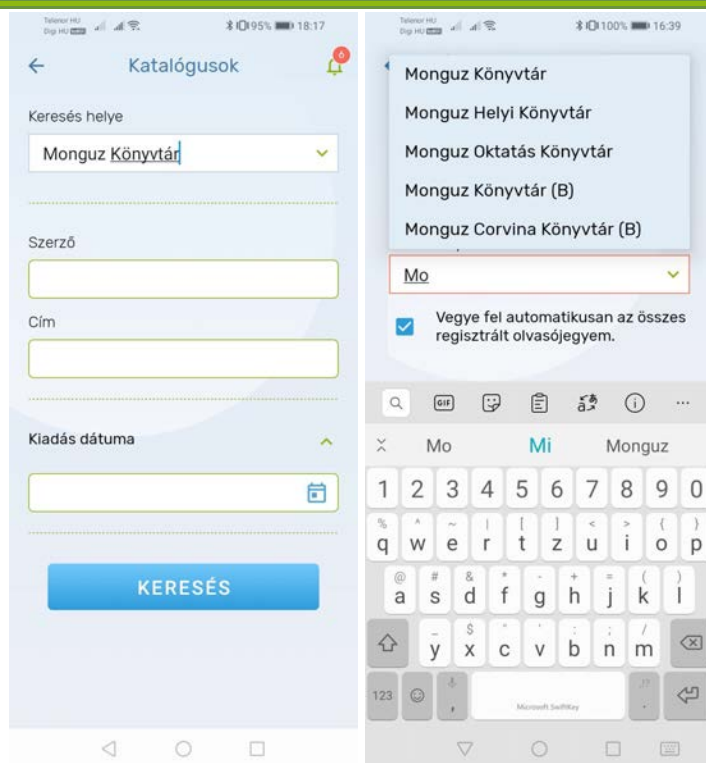 Telenor HU
Digi HU
95% 18:17
Katalógusok
6
Keresés helye
Monguz Könyvtár
Szerző
Cím
Kiadás dátuma
KERESÉS
Telenor HU
Digi HU
100% 16:39
Monguz Könyvtár
Monguz Helyi Könyvtár
Monguz Oktatás Könyvtár
Monguz Könyvtár (B)
Monguz Corvina Könyvtár (B)
Mo
Vegye fel automatikusan az összes
regisztrált olvasójegyem.
GIF
Mo Mi Monguz
1 2 3 4 5 6 7 8 9 0
q w e r t z u i o p
a s d f g h j k l
y x c v b n m
123 , Microsoft SwiftKey .